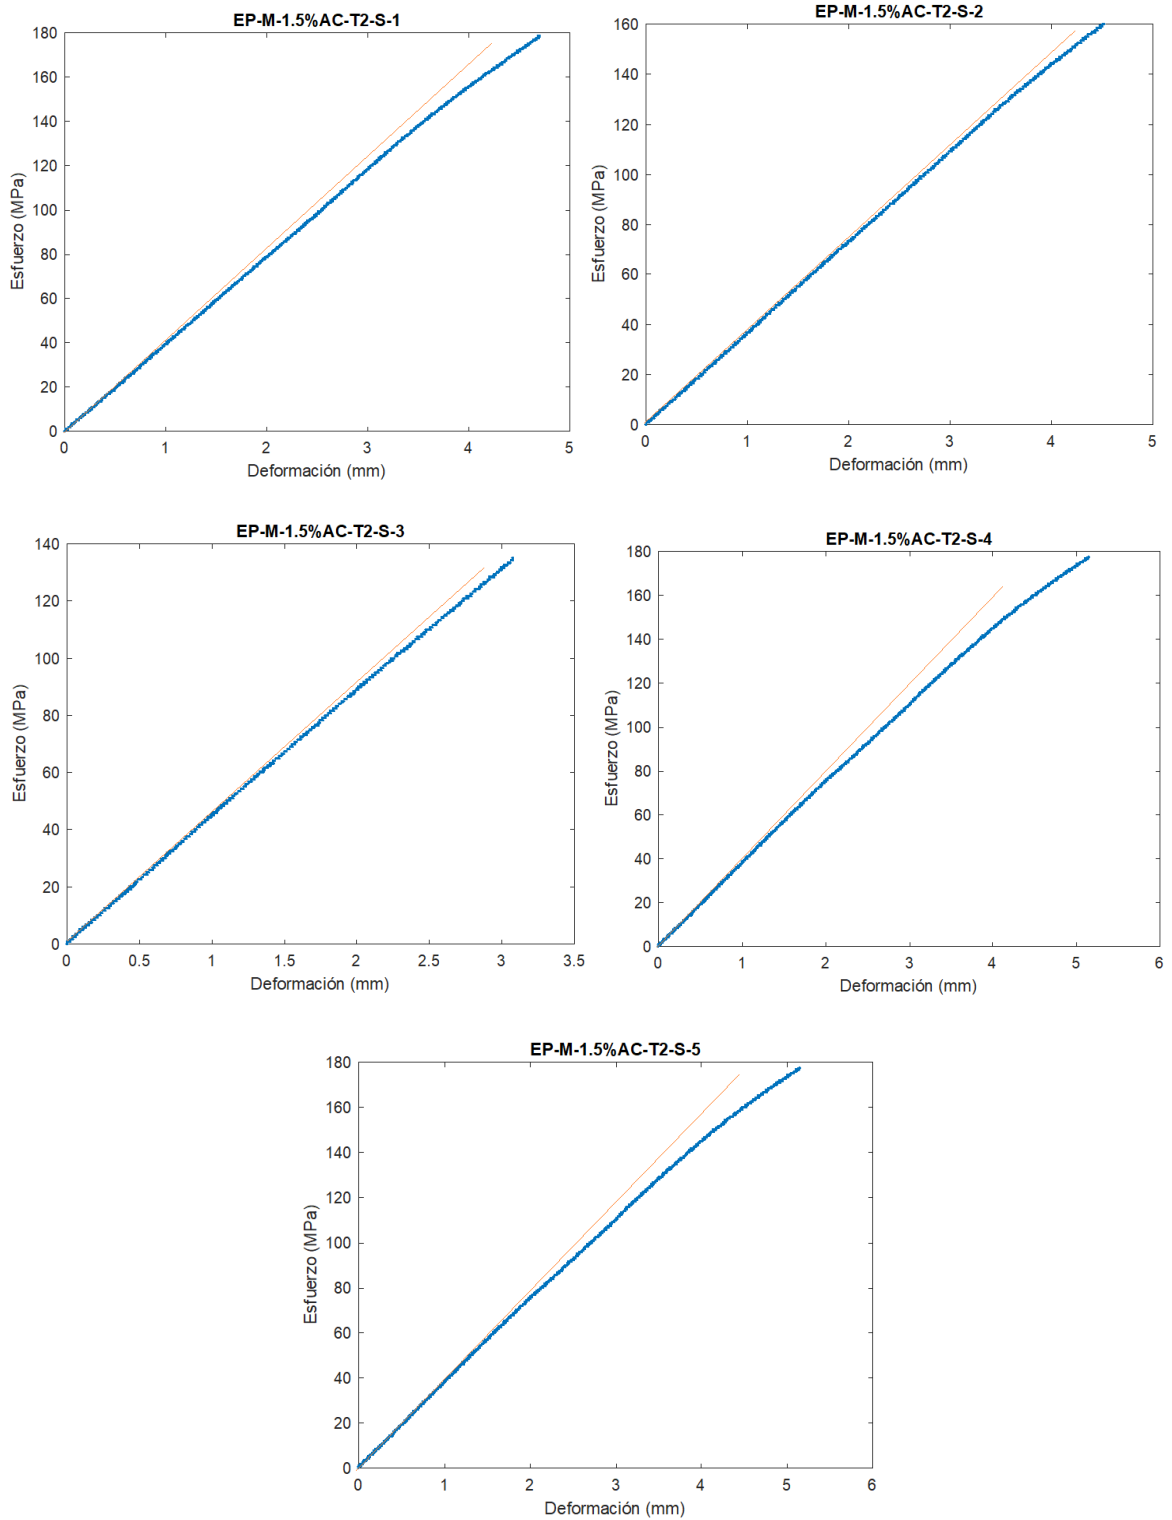 EP-M-1.5%AC-T2-S-1
180
160
140
120
100
80
60
40
20
0
Esfuerzo (MPa)
0 1 2 3 4 5
Deformación (mm)
EP-M-1.5%AC-T2-S-2
160
140
120
100
80
60
40
20
0
Esfuerzo (MPa)
0 1 2 3 4 5
Deformación (mm)
EP-M-1.5%AC-T2-S-3
140
120
100
80
60
40
20
0
Esfuerzo (MPa)
0 0.5 1 1.5 2 2.5 3 3.5
Deformación (mm)
EP-M-1.5%AC-T2-S-4
180
160
140
120
100
80
60
40
20
0
Esfuerzo (MPa)
0 1 2 3 4 5 6
Deformación (mm)
EP-M-1.5%AC-T2-S-5
180
160
140
120
100
80
60
40
20
0
Esfuerzo (MPa)
0 1 2 3 4 5 6
Deformación (mm)